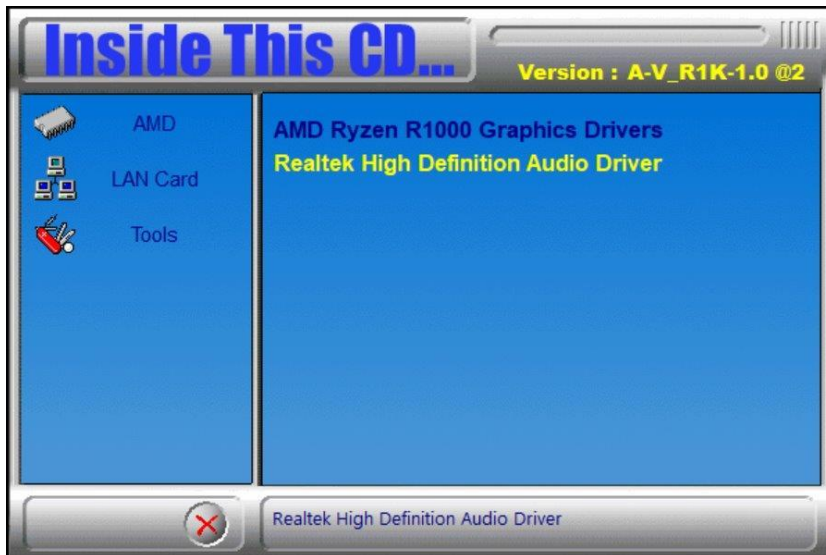 Inside This CD...
Version : A-V_R1K-1.0 @2
AMD
LAN Card
Tools
AMD Ryzen R1000 Graphics Drivers
Realtek High Definition Audio Driver
Realtek High Definition Audio Driver